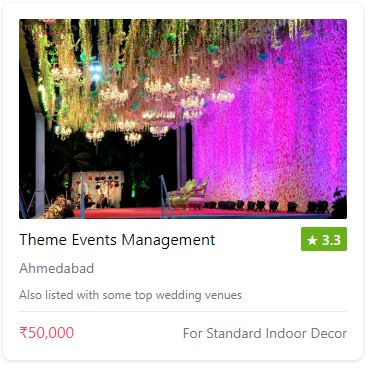 Theme Events Management
★ 3.3
Ahmedabad
Also listed with some top wedding venues
₹50,000
For Standard Indoor Decor